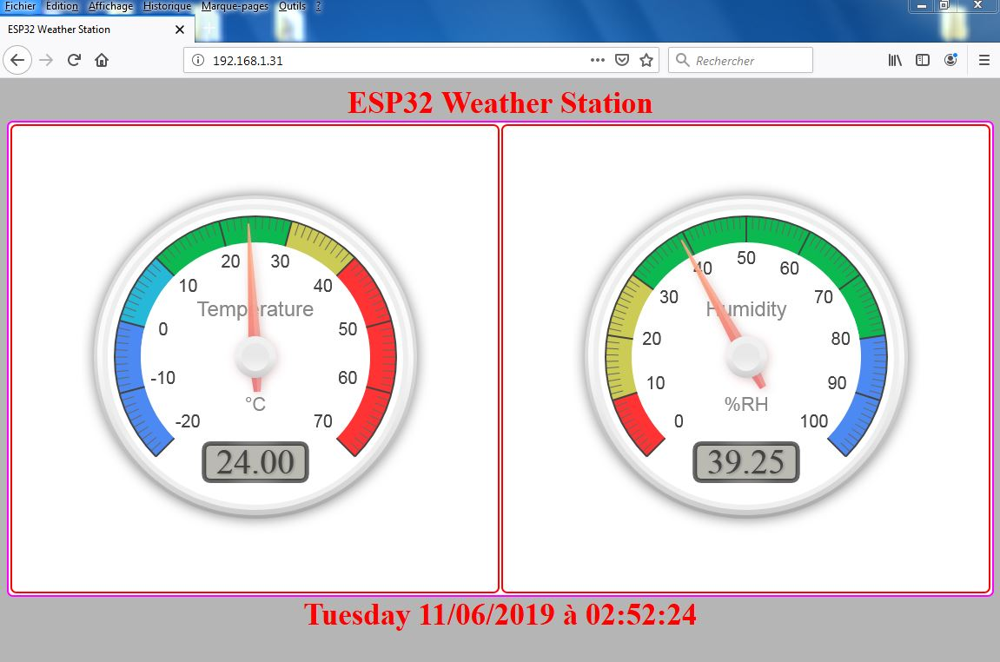 Fichier Edition Affichage Historique Marque-pages Outils ?
ESP32 Weather Station
192.168.1.31
Rechercher
ESP32 Weather Station
-20 -10 0 10 20 30 40 50 60 70
Temperature
°C
24.00
0 10 20 30 40 50 60 70 80 90 100
Humidity
%RH
39.25
Tuesday 11/06/2019 à 02:52:24